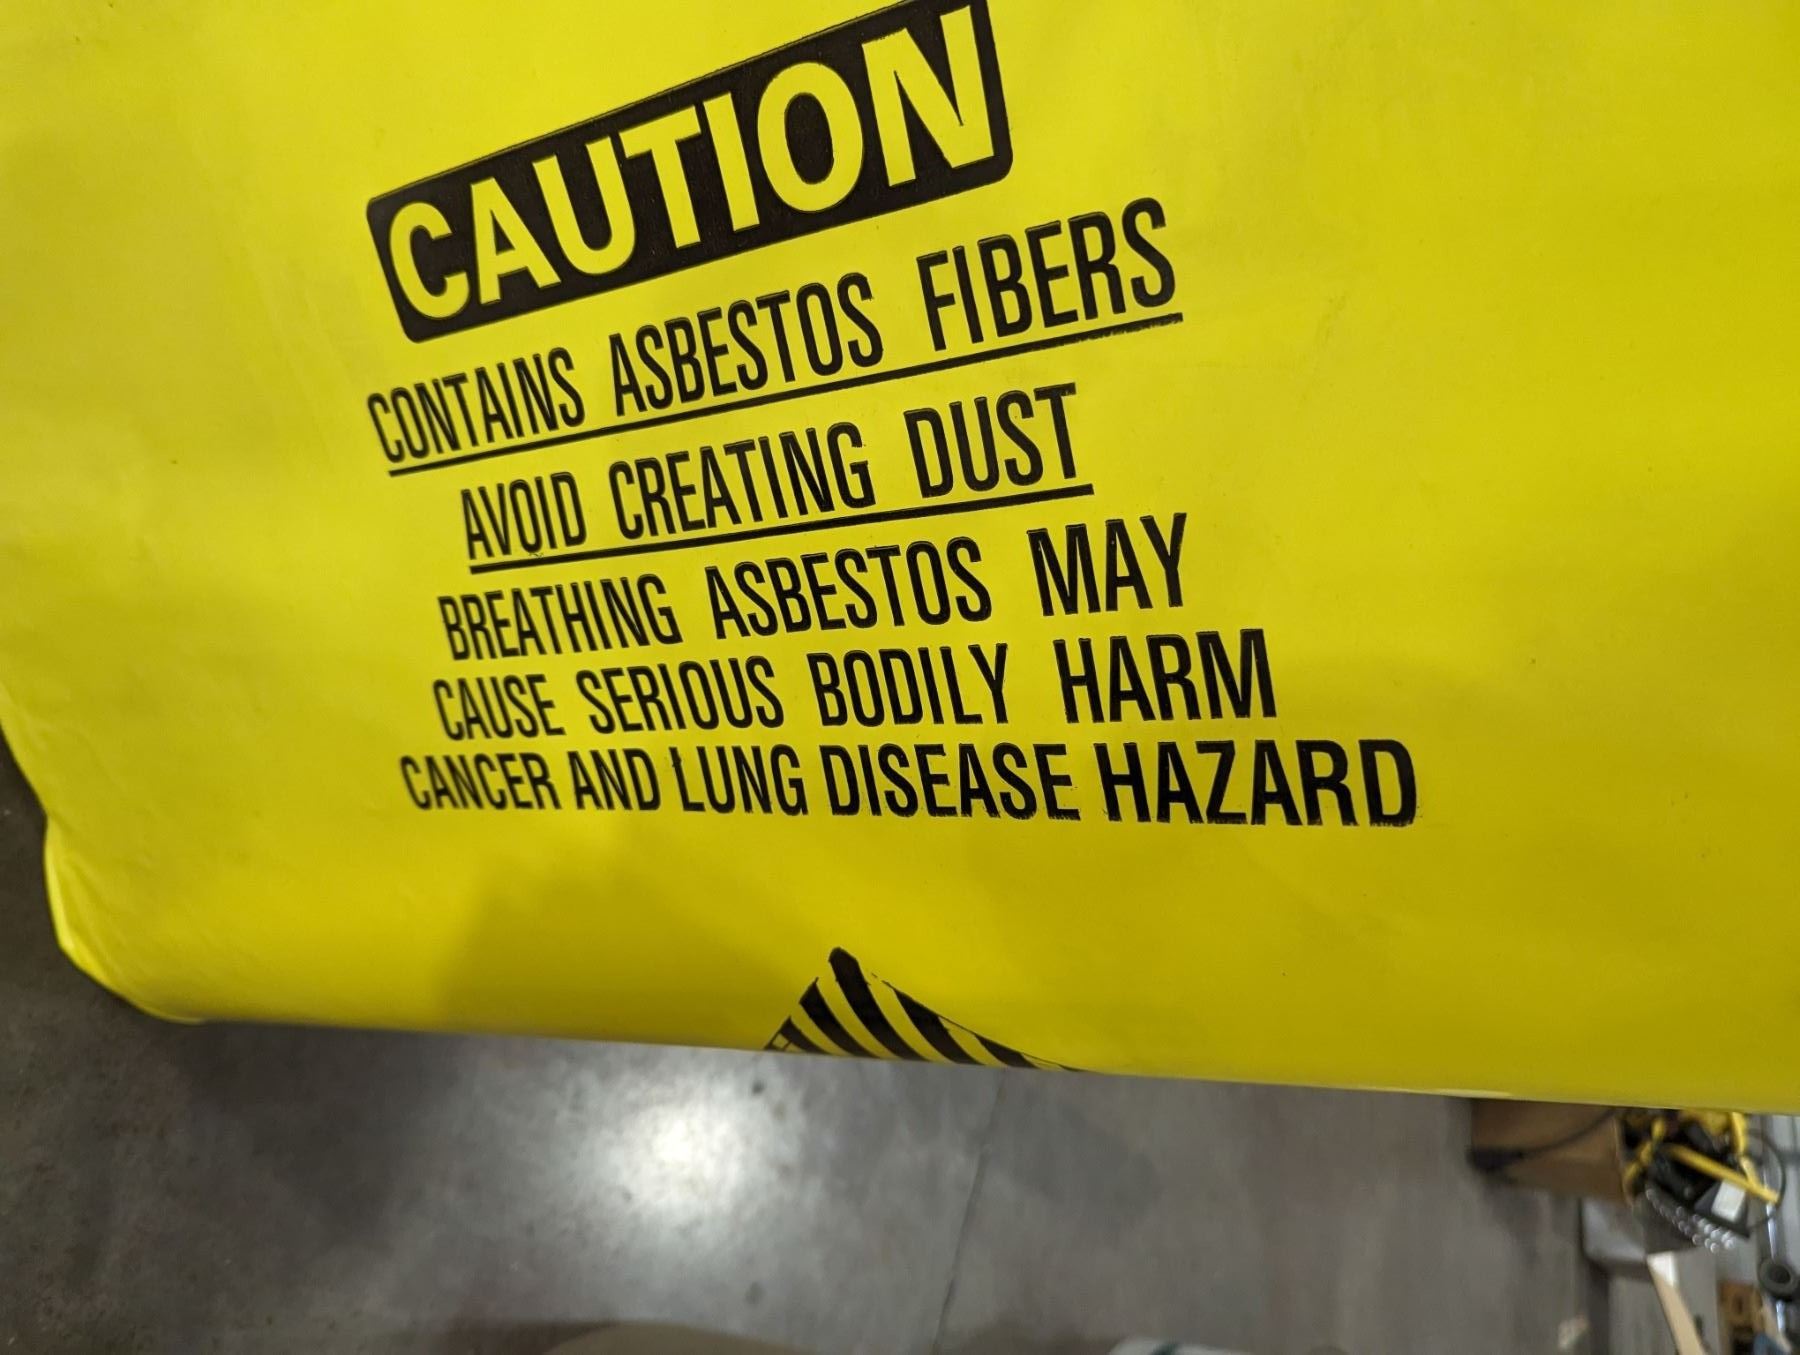 CAUTION
CONTAINS ASBESTOS FIBERS
AVOID CREATING DUST
BREATHING ASBESTOS MAY
CAUSE SERIOUS BODILY HARM
CANCER AND LUNG DISEASE HAZARD